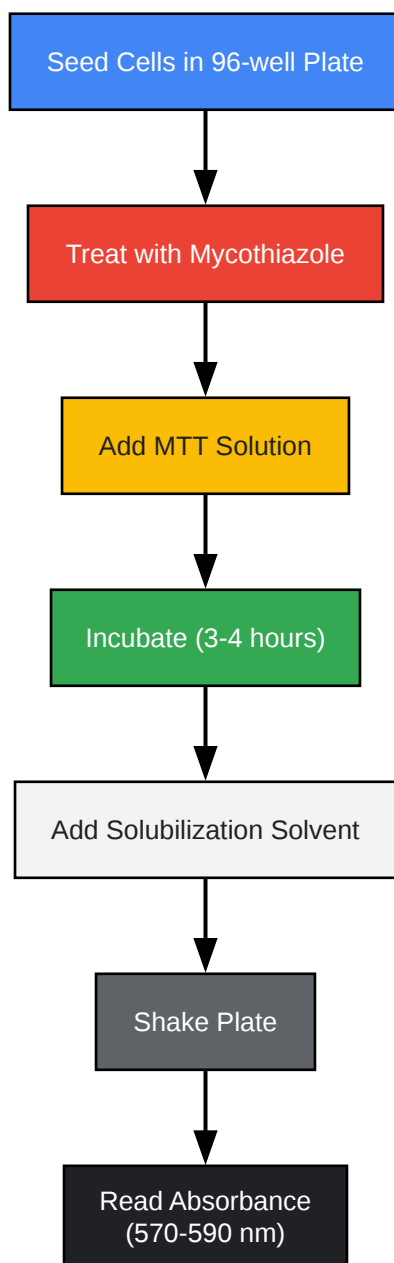 Seed Cells in 96-well Plate
Treat with Mycothiazole
Add MTT Solution
Incubate (3-4 hours)
Add Solubilization Solvent
Shake Plate
Read Absorbance
(570-590 nm)